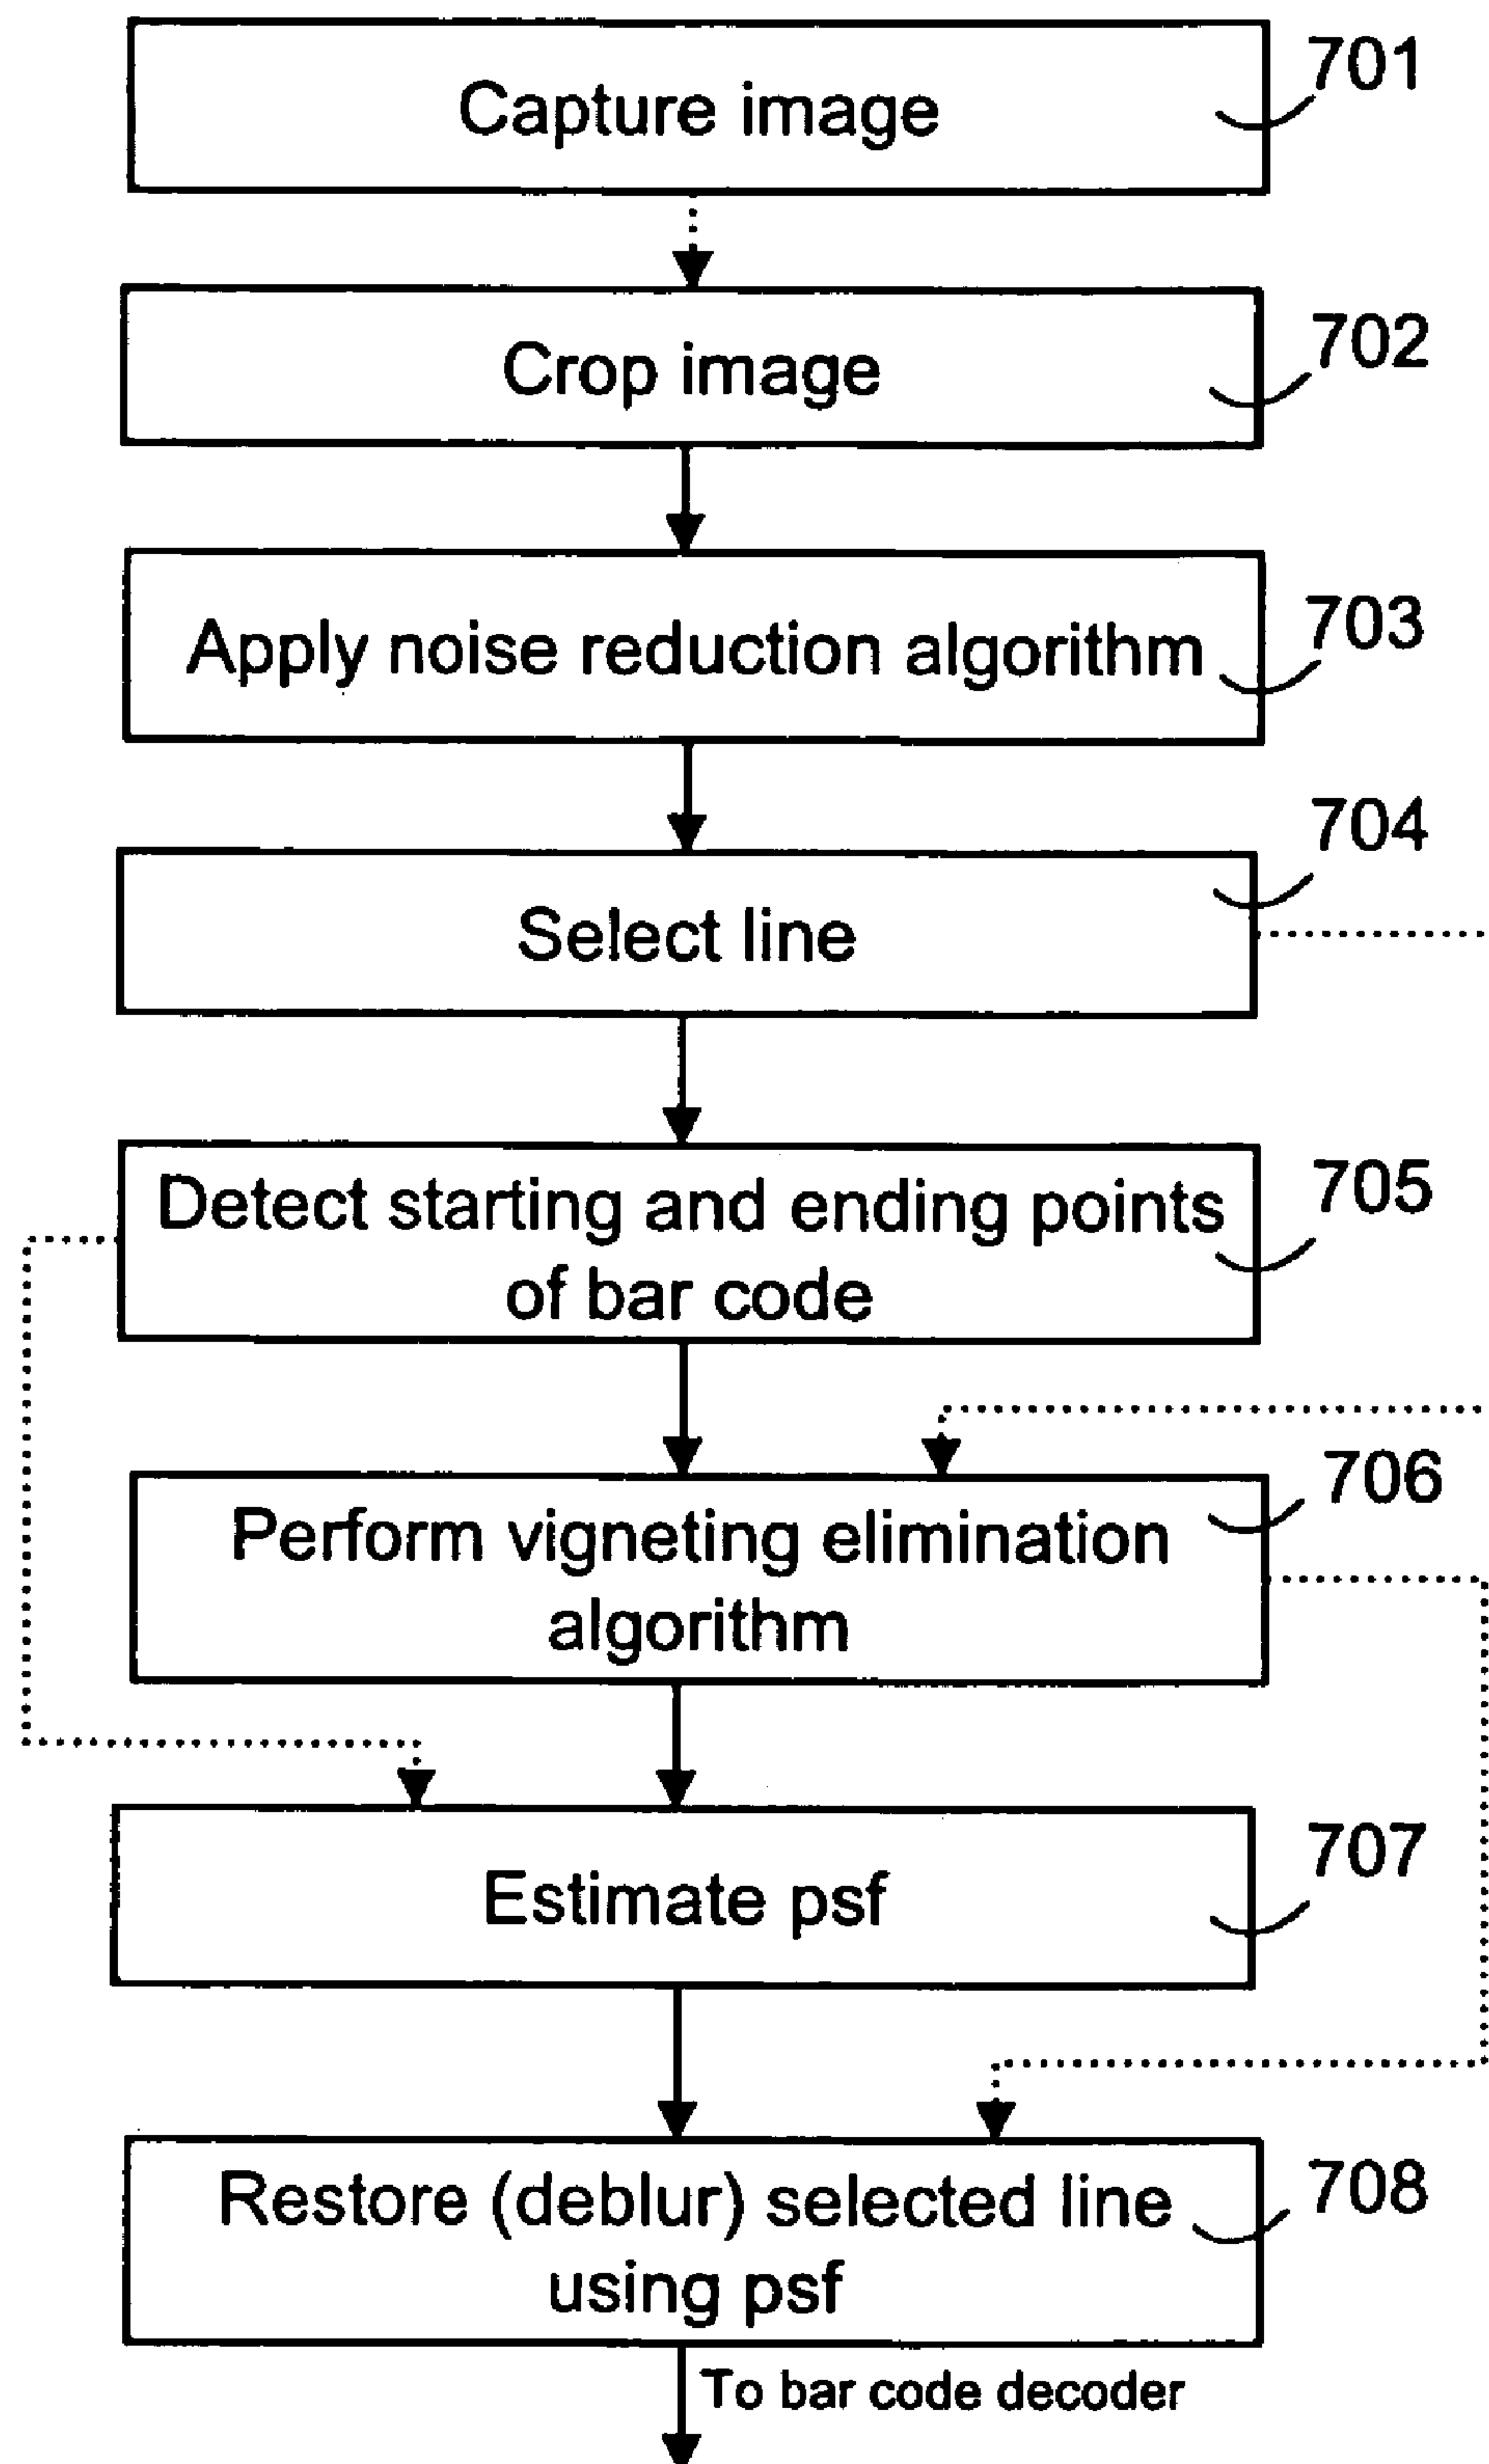 Capture image
701
Crop image
702
Apply noise reduction algorithm
703
704
Select line
Detect starting and ending points
of bar code
705
Perform vigneting elimination
algorithm
706
Estimate psf
707
Restore (deblur) selected line
using psf
708
To bar code decoder